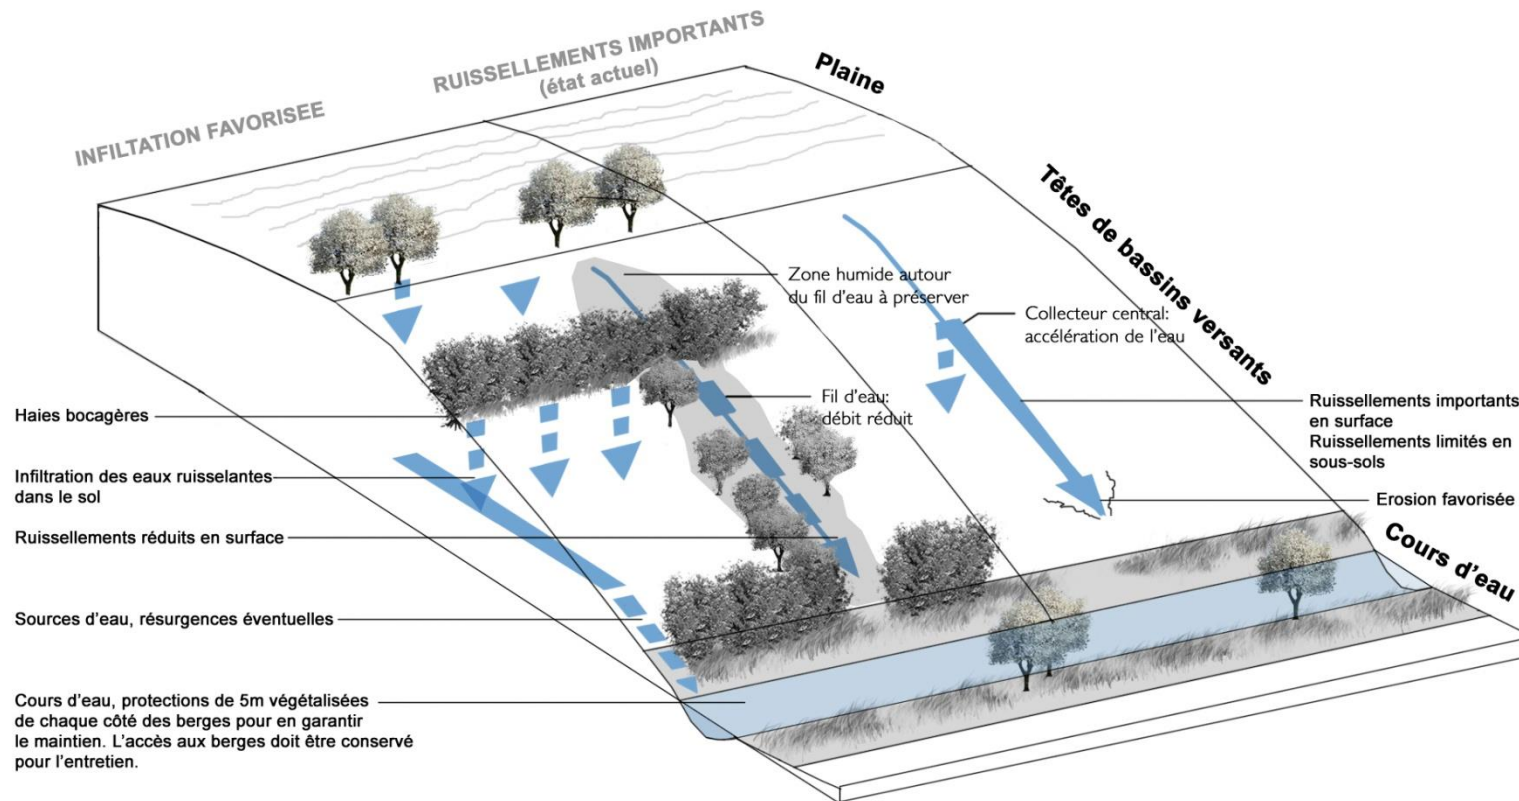 RUISSELLEMENTS IMPORTANTS
(état actuel)
INFILTATION FAVORISEE
Plaine
Têtes de bassins versants
Cours d'eau
Zone humide autour
du fil d'eau à préserver
Collecteur central:
accélération de l'eau
Fil d'eau:
débit réduit
Ruissellements importants
en surface
Ruissellements limités en
sous-sols
Erosion favorisée
Haies bocagères
Infiltration des eaux ruisselantes
dans le sol
Ruissellements réduits en surface
Sources d'eau, résurgences éventuelles
Cours d'eau, protections de 5m végétalisées
de chaque côté des berges pour en garantir
le maintien. L'accès aux berges doit être conservé
pour l'entretien.